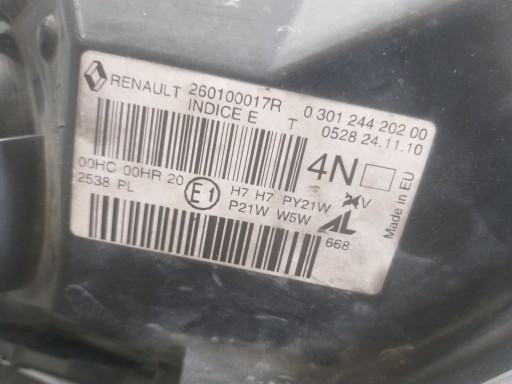 RENAULT 260100017R 0 301 244 202 00
INDICE E T 0528 24.11.10
4N
00HC 00HR 20 E1 H7 H7 PY21W V
2538 PL P21W W5W AL
668
Made in EU